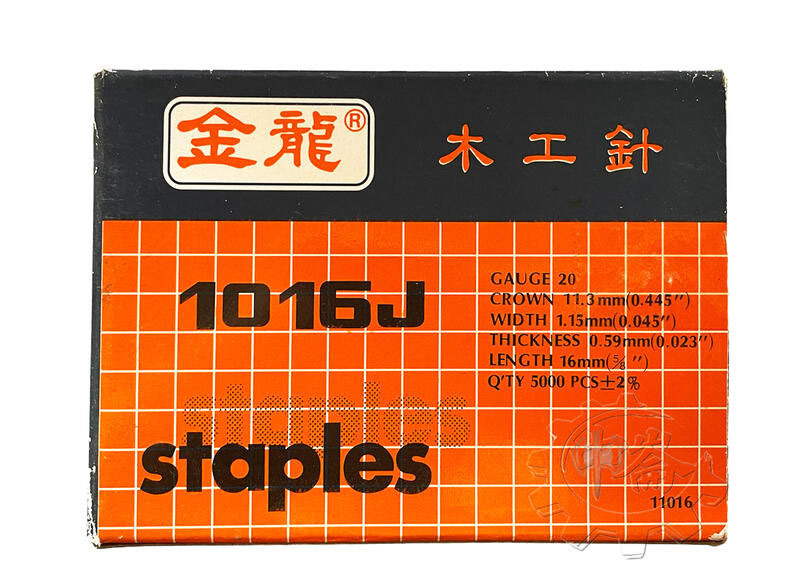 金龍®
木工針
1016J
GAUGE 20
CROWN 11.3mm(0.445")
WIDTH 1.15mm(0.045")
THICKNESS 0.59mm(0.023")
LENGTH 16mm(5/8")
Q'TY 5000 PCS±2%
staples
staples
11016